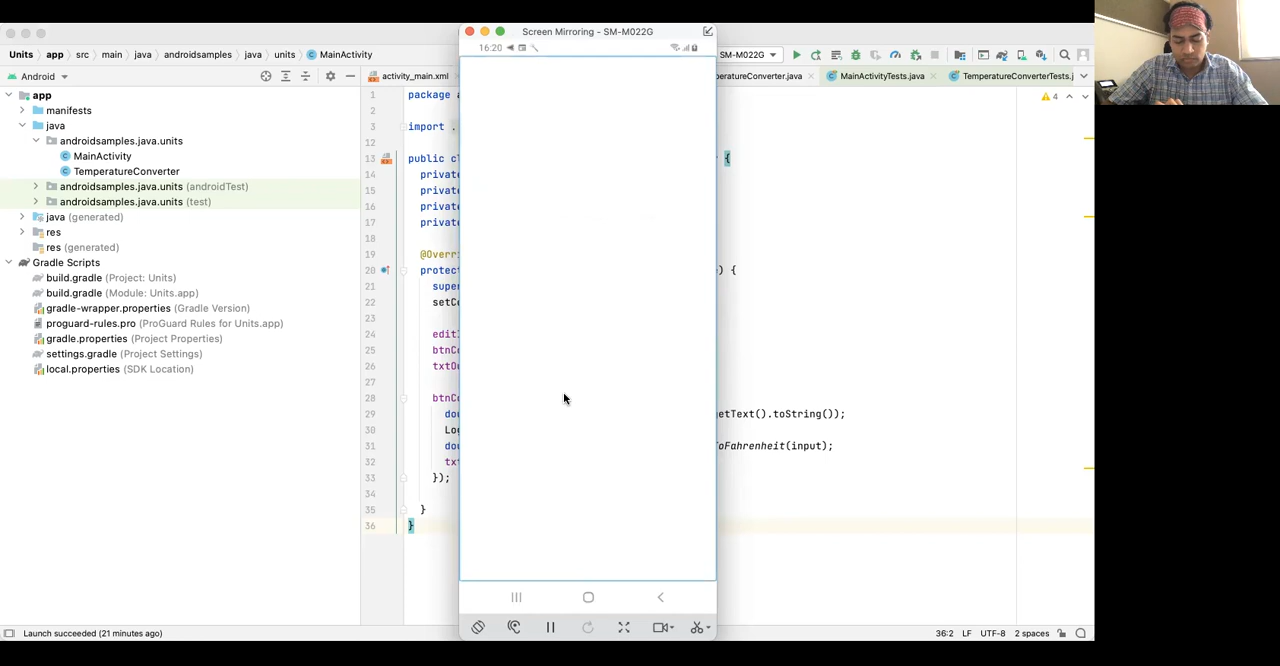 Screen Mirroring - SM-M022G
16:20
Units
app
src
main
java
androidsamples
java
units
MainActivity
SM-M022G
Android
activity_main.xml
peratureConverter.java
MainActivityTests.java
TemperatureConverterTests.j
4
app
manifests
java
androidsamples.java.units
MainActivity
TemperatureConverter
androidsamples.java.units (androidTest)
androidsamples.java.units (test)
java (generated)
res
res (generated)
Gradle Scripts
build.gradle (Project: Units)
build.gradle (Module: Units.app)
gradle-wrapper.properties (Gradle Version)
proguard-rules.pro (ProGuard Rules for Units.app)
gradle.properties (Project Properties)
settings.gradle (Project Settings)
local.properties (SDK Location)
1 package a
3 import .
12
13 public cl {
14 private
15 private
16 private
17 private
18
19 @Overri
20 protect ) {
21 supe
22 setCo
23
24 editI
25 btnCo
26 txtOu
27
28 btnCo
29 dou etText().toString());
30 Log
31 dou oFahrenheit(input);
32 txt
33 });
34
35 }
36 }
Launch succeeded (21 minutes ago)
36:2 LF UTF-8 2 spaces